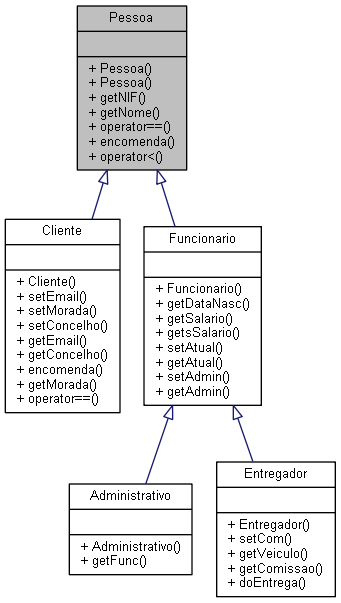 Pessoa
+ Pessoa()
+ Pessoa()
+ getNIF()
+ getNome()
+ operator==()
+ encomenda()
+ operator<()
Cliente
+ Cliente()
+ setEmail()
+ setMorada()
+ setConcelho()
+ getEmail()
+ getConcelho()
+ encomenda()
+ getMorada()
+ operator==()
Funcionario
+ Funcionario()
+ getDataNasc()
+ getSalario()
+ getsSalario()
+ setAtual()
+ getAtual()
+ setAdmin()
+ getAdmin()
Administrativo
+ Administrativo()
+ getFunc()
Entregador
+ Entregador()
+ setCom()
+ getVeiculo()
+ getComissao()
+ doEntrega()